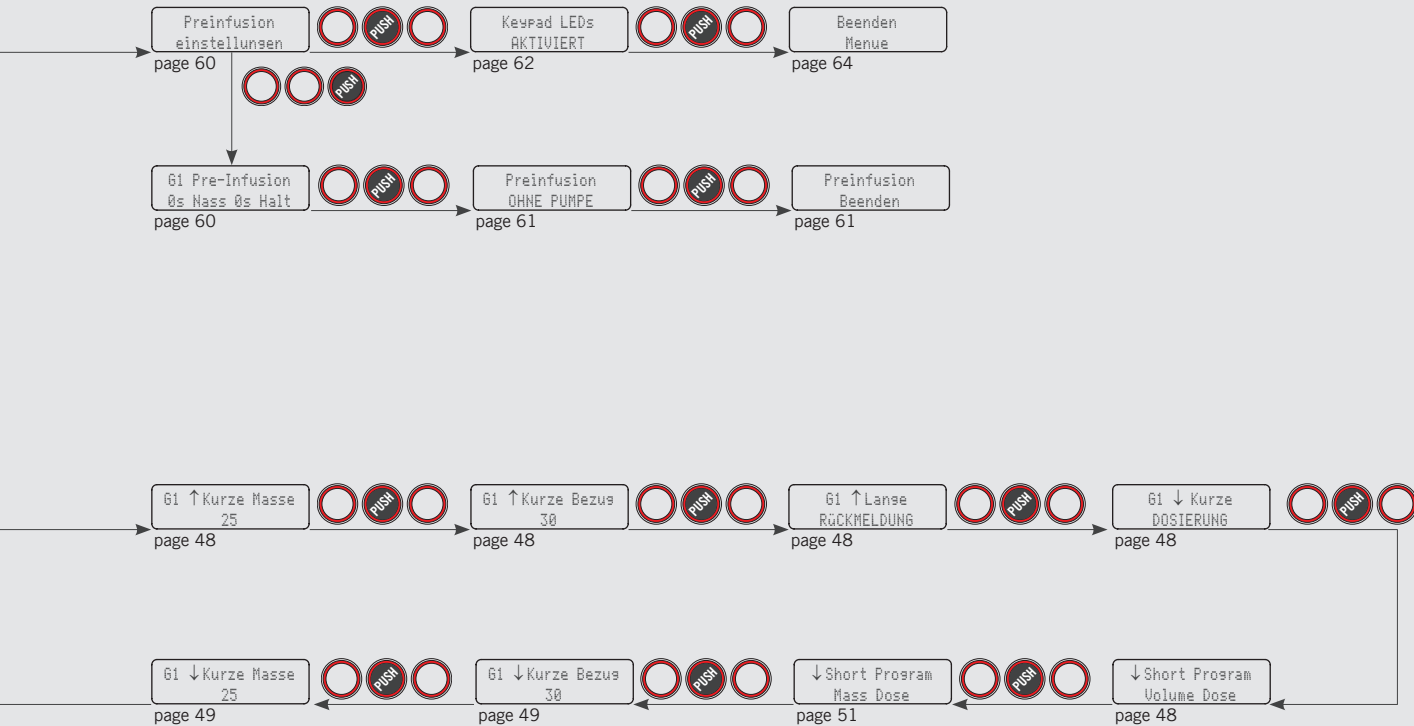 Preinfusion
einstellungen
PUSH
Keypad LEDs
AKTIVIERT
PUSH
Beenden
Menue
page 60
page 62
page 64
PUSH
G1 Pre-Infusion
0s Nass 0s Halt
PUSH
Preinfusion
OHNE PUMPE
PUSH
Preinfusion
Beenden
page 60
page 61
page 61
G1 ↑Kurze Masse
25
PUSH
G1 ↑Kurze Bezug
30
PUSH
G1 ↑Lange
RüCKMELDUNG
PUSH
G1 ↓ Kurze
DOSIERUNG
PUSH
page 48
page 48
page 48
page 48
G1 ↓Kurze Masse
25
PUSH
G1 ↓Kurze Bezug
30
PUSH
↓Short Program
Mass Dose
PUSH
↓Short Program
Volume Dose
page 49
page 49
page 51
page 48